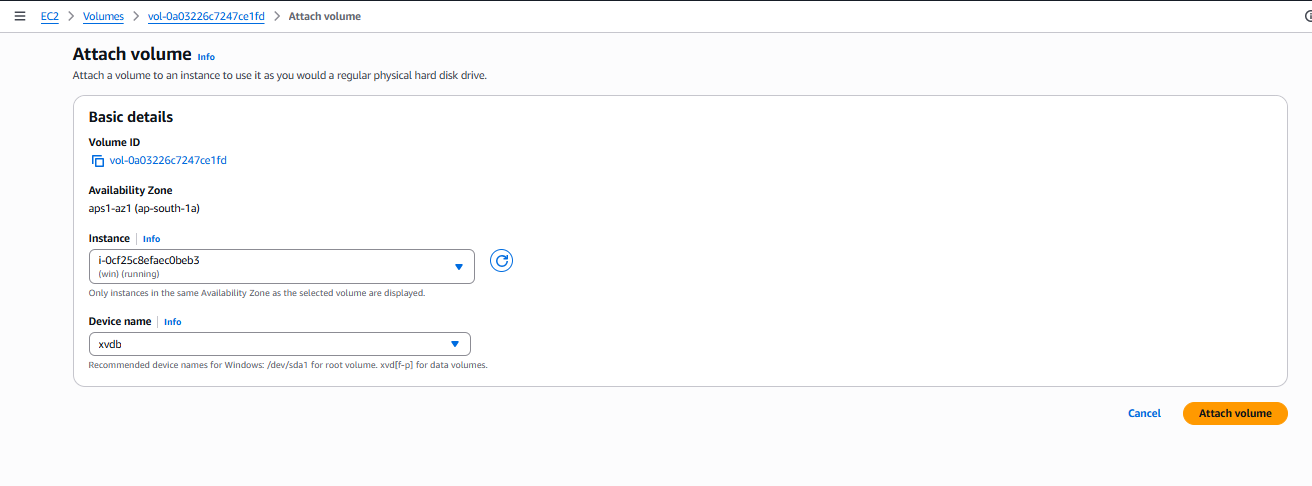 EC2 > Volumes > vol-0a03226c7247ce1fd > Attach volume
Attach volume Info
Attach a volume to an instance to use it as you would a regular physical hard disk drive.
Basic details
Volume ID
vol-0a03226c7247ce1fd
Availability Zone
aps1-az1 (ap-south-1a)
Instance | Info
i-0cf25c8efaec0beb3
(win) (running)
Only instances in the same Availability Zone as the selected volume are displayed.
Device name | Info
xvdb
Recommended device names for Windows: /dev/sda1 for root volume. xvd[f-p] for data volumes.
Cancel Attach volume